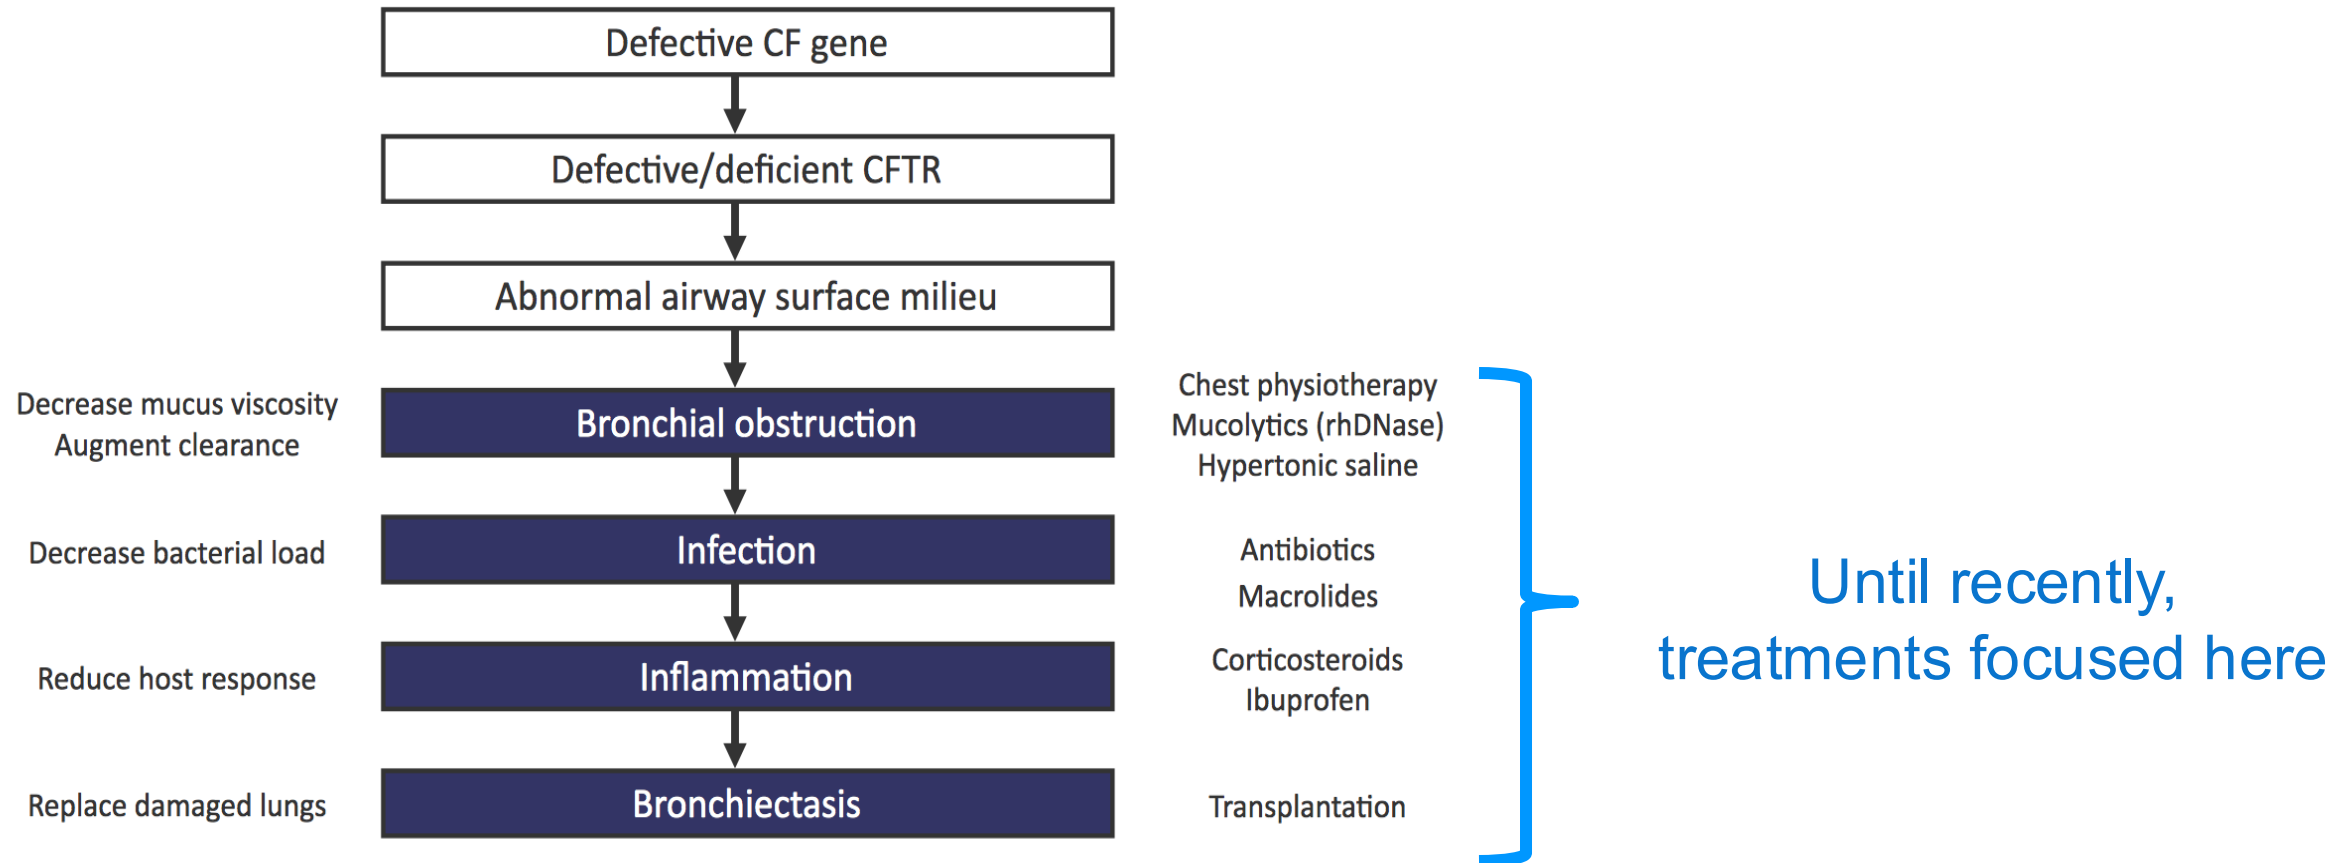 Defective CF gene
Defective/deficient CFTR
Abnormal airway surface milieu
Decrease mucus viscosity
Augment clearance
Bronchial obstruction
Chest physiotherapy
Mucolytics (rhDNase)
Hypertonic saline
Decrease bacterial load
Infection
Antibiotics
Macrolides
Reduce host response
Inflammation
Corticosteroids
Ibuprofen
Replace damaged lungs
Bronchiectasis
Transplantation
Until recently,
treatments focused here